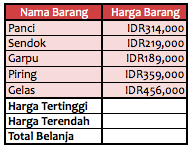 Nama Barang Harga Barang
Panci IDR314,000
Sendok IDR219,000
Garpu IDR189,000
Piring IDR359,000
Gelas IDR456,000
Harga Tertinggi
Harga Terendah
Total Belanja